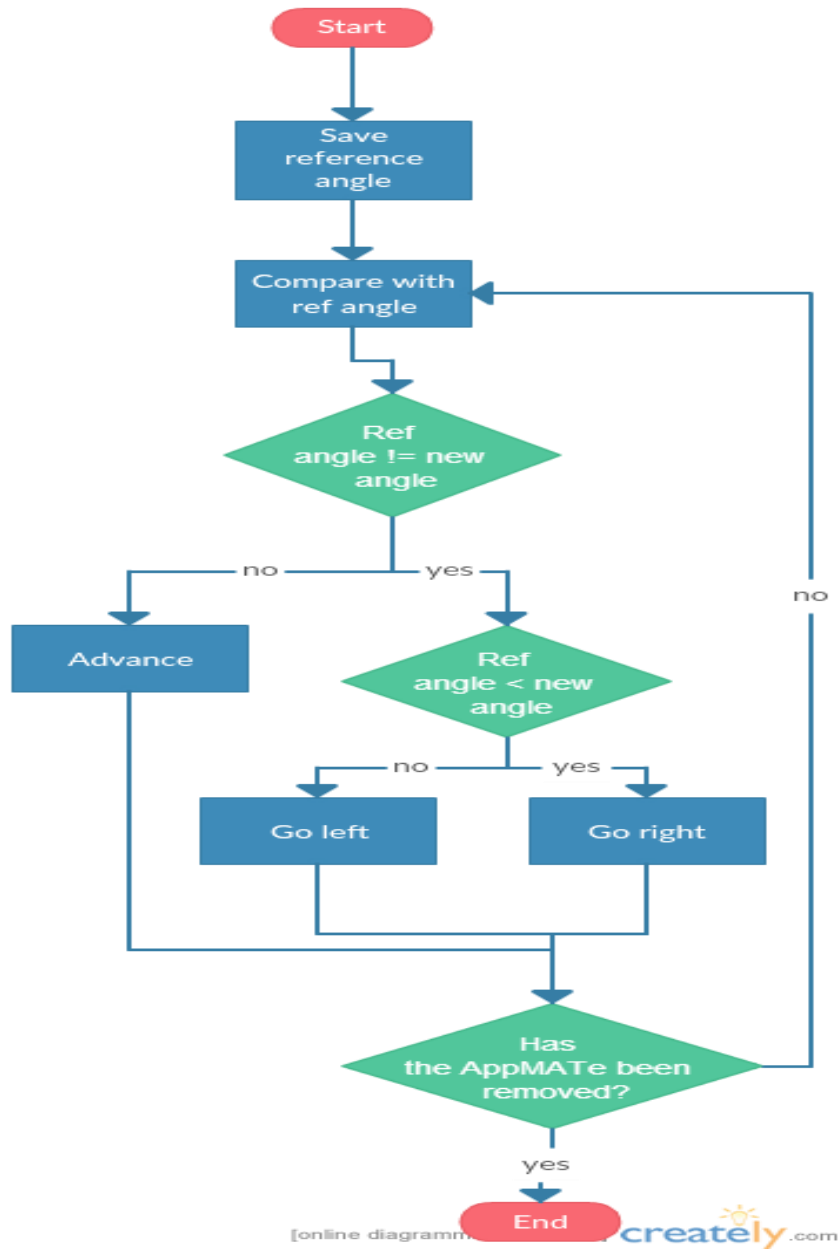 Start
Save
reference
angle
Compare with
ref angle
Ref
angle != new
angle
no
yes
no
Advance
Ref
angle < new
angle
no
yes
Go left
Go right
Has
the AppMATe been
removed?
yes
End
[online diagramm
]
creately.com